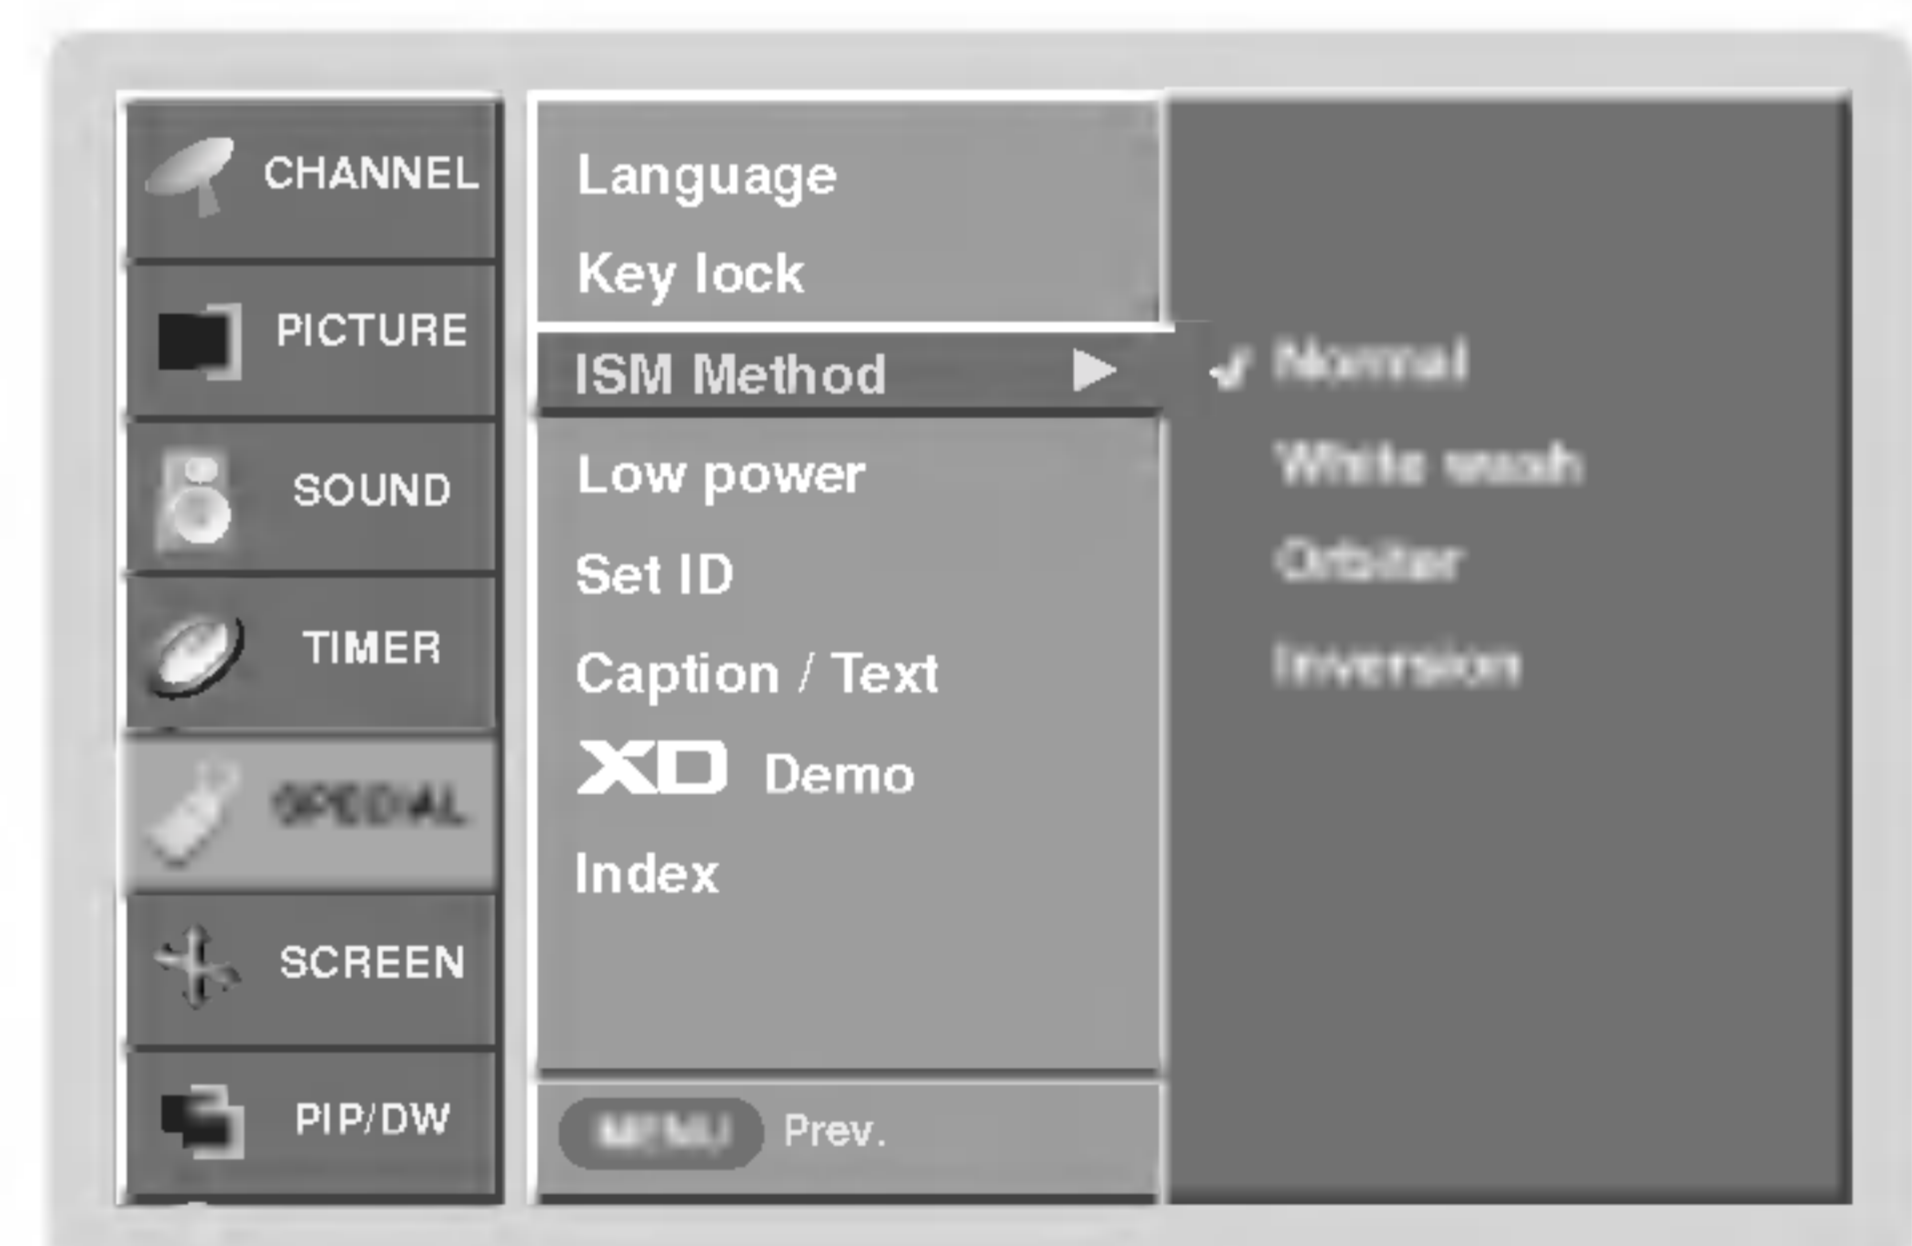 CHANNEL
PICTURE
SOUND
TIMER
SPECIAL
SCREEN
PIP/DW
Language
Key lock
ISM Method
Low power
Set ID
Caption / Text
XD Demo
Index
MENU Prev.
Normal
White wash
Orbiter
Inversion